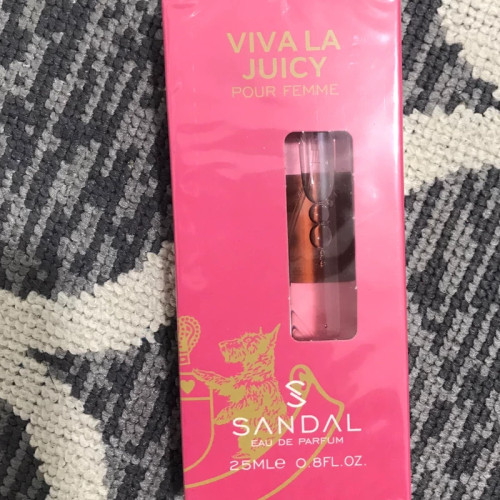 VIVA LA
JUICY
POUR FEMME
S
SANDAL
EAU DE PARFUM
25MLe 0.8FL.OZ.